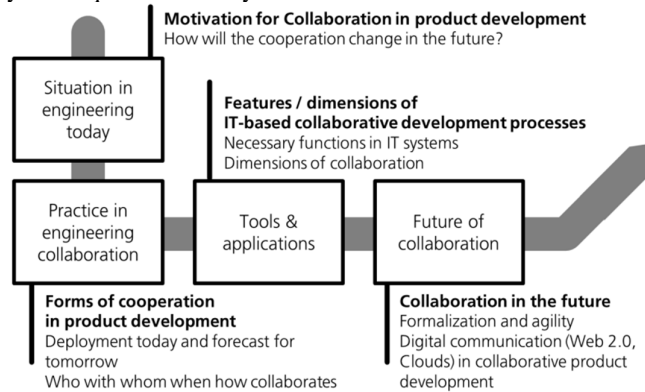 Motivation for Collaboration in product development
How will the cooperation change in the future?
Situation in
engineering
today
Features / dimensions of
IT-based collaborative development processes
Necessary functions in IT systems
Dimensions of collaboration
Practice in
engineering
collaboration
Tools &
applications
Future of
collaboration
Forms of cooperation
in product development
Deployment today and forecast for
tomorrow
Who with whom when how collaborates
Collaboration in the future
Formalization and agility
Digital communication (Web 2.0,
Clouds) in collaborative product
development